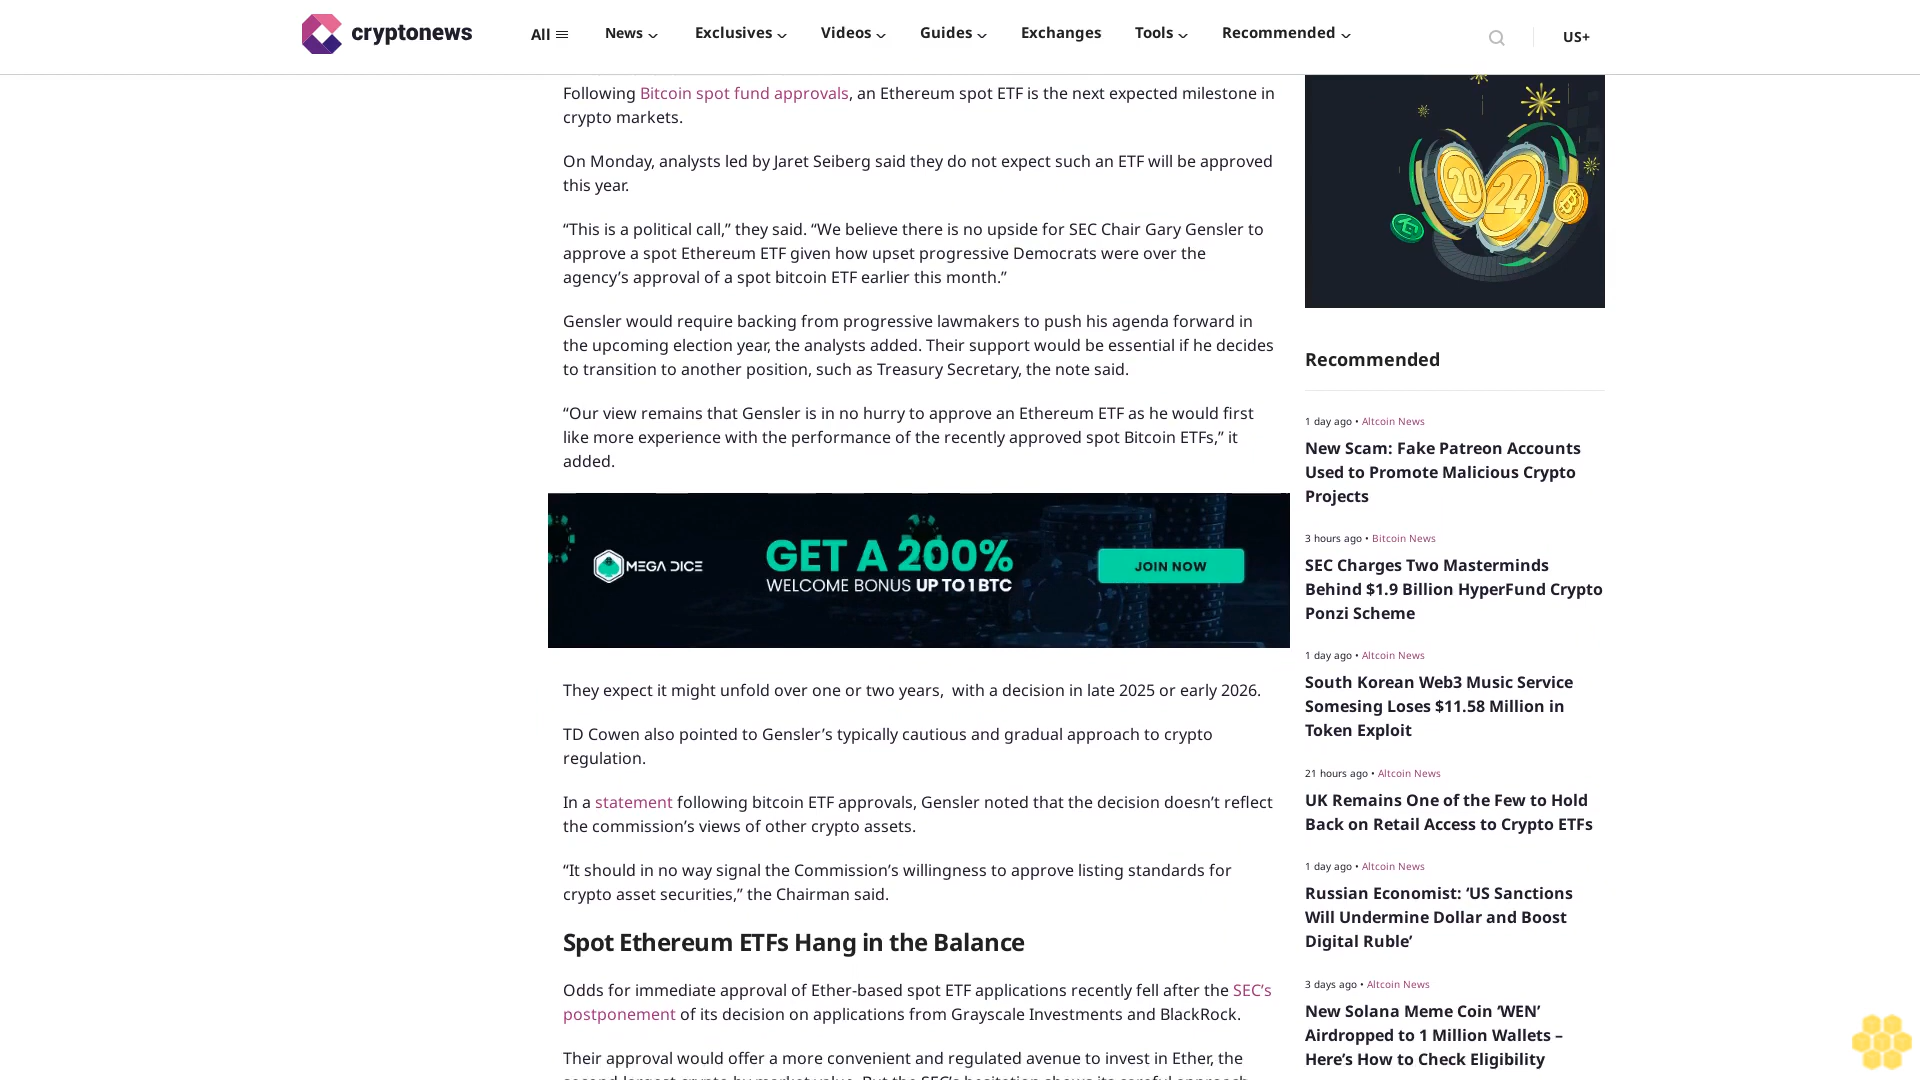 cryptonews
All
News
Exclusives
Videos
Guides
Exchanges
Tools
Recommended
US+
Following Bitcoin spot fund approvals, an Ethereum spot ETF is the next expected milestone in
crypto markets.
On Monday, analysts led by Jaret Seiberg said they do not expect such an ETF will be approved
this year.
“This is a political call,” they said. “We believe there is no upside for SEC Chair Gary Gensler to
approve a spot Ethereum ETF given how upset progressive Democrats were over the
agency’s approval of a spot bitcoin ETF earlier this month.”
Gensler would require backing from progressive lawmakers to push his agenda forward in
the upcoming election year, the analysts added. Their support would be essential if he decides
to transition to another position, such as Treasury Secretary, the note said.
“Our view remains that Gensler is in no hurry to approve an Ethereum ETF as he would first
like more experience with the performance of the recently approved spot Bitcoin ETFs,” it
added.
MEGA DICE
GET A 200%
WELCOME BONUS UP TO 1 BTC
JOIN NOW
They expect it might unfold over one or two years,  with a decision in late 2025 or early 2026.
TD Cowen also pointed to Gensler’s typically cautious and gradual approach to crypto
regulation.
In a statement following bitcoin ETF approvals, Gensler noted that the decision doesn’t reflect
the commission’s views of other crypto assets.
“It should in no way signal the Commission’s willingness to approve listing standards for
crypto asset securities,” the Chairman said.
Spot Ethereum ETFs Hang in the Balance
Odds for immediate approval of Ether-based spot ETF applications recently fell after the SEC’s
postponement of its decision on applications from Grayscale Investments and BlackRock.
Their approval would offer a more convenient and regulated avenue to invest in Ether, the
second-largest crypto by market value. But the SEC’s hesitation shows its careful approach
20 24
Recommended
1 day ago • Altcoin News
New Scam: Fake Patreon Accounts
Used to Promote Malicious Crypto
Projects
3 hours ago • Bitcoin News
SEC Charges Two Masterminds
Behind $1.9 Billion HyperFund Crypto
Ponzi Scheme
1 day ago • Altcoin News
South Korean Web3 Music Service
Somesing Loses $11.58 Million in
Token Exploit
21 hours ago • Altcoin News
UK Remains One of the Few to Hold
Back on Retail Access to Crypto ETFs
1 day ago • Altcoin News
Russian Economist: ‘US Sanctions
Will Undermine Dollar and Boost
Digital Ruble’
3 days ago • Altcoin News
New Solana Meme Coin ‘WEN’
Airdropped to 1 Million Wallets –
Here’s How to Check Eligibility